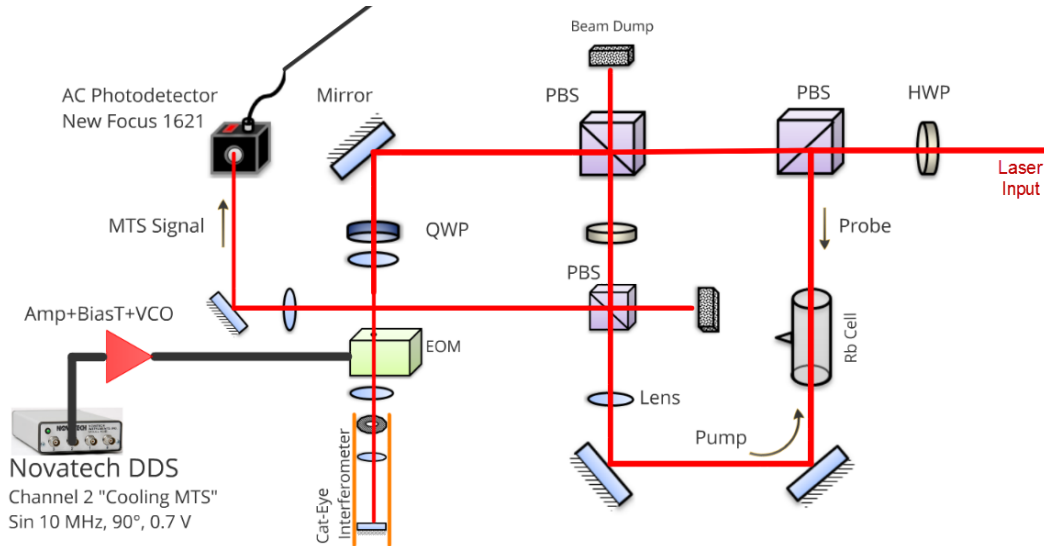 Beam Dump
AC Photodetector
New Focus 1621
Mirror
PBS
PBS
HWP
Laser
Input
MTS Signal
QWP
Probe
PBS
Amp+BiasT+VCO
EOM
Rb Cell
Lens
Pump
NOVATECH
Novatech DDS
Channel 2 "Cooling MTS"
Sin 10 MHz, 90°, 0.7 V
Cat-Eye
Interferometer